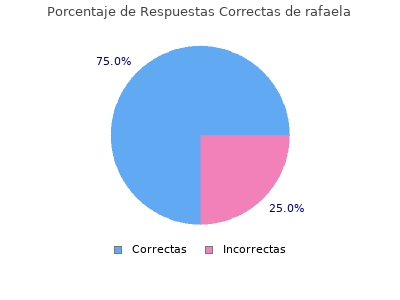 Porcentaje de Respuestas Correctas de rafaela
75.0%
25.0%
Correctas
Incorrectas